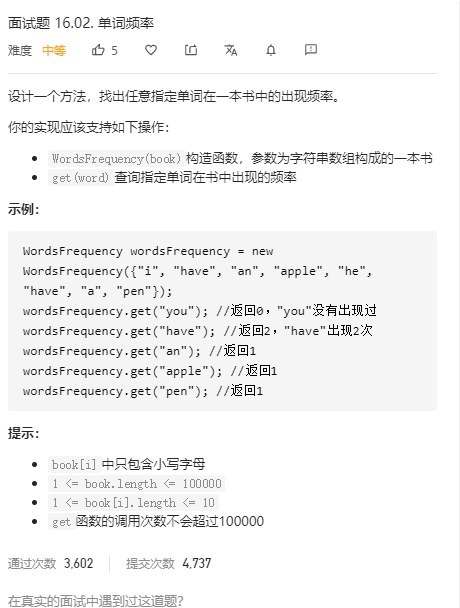 面试题 16.02. 单词频率
难度 中等 5
设计一个方法，找出任意指定单词在一本书中的出现频率。
你的实现应该支持如下操作：
WordsFrequency(book) 构造函数，参数为字符串数组构成的一本书
get(word) 查询指定单词在书中出现的频率
示例：
WordsFrequency wordsFrequency = new
WordsFrequency({"i", "have", "an", "apple", "he",
"have", "a", "pen"});
wordsFrequency.get("you"); //返回0，"you"没有出现过
wordsFrequency.get("have"); //返回2，"have"出现2次
wordsFrequency.get("an"); //返回1
wordsFrequency.get("apple"); //返回1
wordsFrequency.get("pen"); //返回1
提示：
book[i] 中只包含小写字母
1 <= book.length <= 100000
1 <= book[i].length <= 10
get 函数的调用次数不会超过100000
通过次数 3,602 提交次数 4,737
在真实的面试中遇到过这道题？